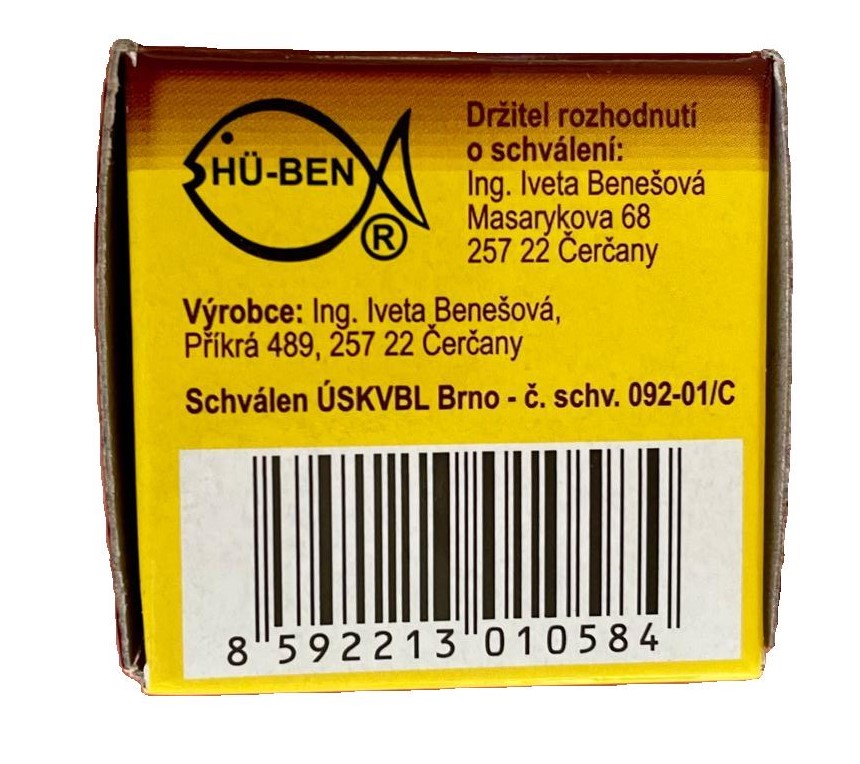 HÜ-BEN
®
Držitel rozhodnutí
o schválení:
Ing. Iveta Benešová
Masarykova 68
257 22 Čerčany
Výrobce: Ing. Iveta Benešová,
Příkrá 489, 257 22 Čerčany
Schválen ÚSKVBL Brno - č. schv. 092-01/C
8 592213 010584